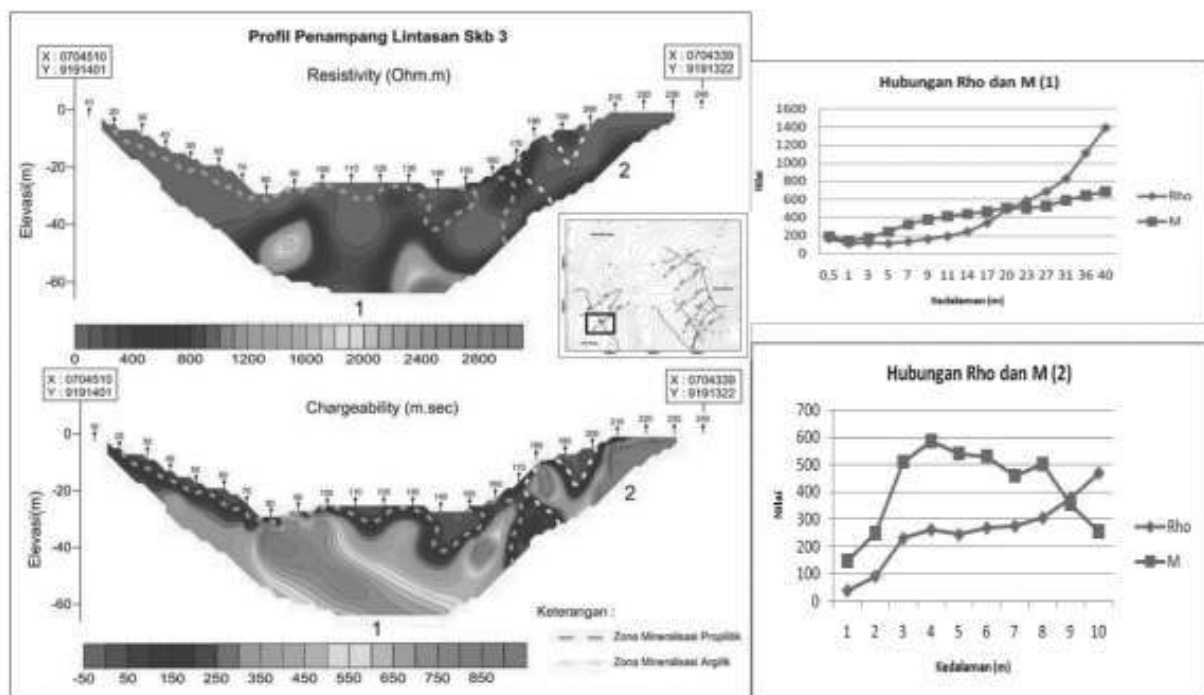 Profil Penampang Lintasan Skb 3
X : 0704510
Y : 9191401
X : 0704339
Y : 9191322
Resistivity (Ohm.m)
Elevasi(m)
0
-20
-40
-60
1
2
0 400 800 1200 1600 2000 2400 2800
X : 0704510
Y : 9191401
X : 0704339
Y : 9191322
Chargeability (m.sec)
Elevasi(m)
0
-20
-40
-60
1
2
Keterangan :
Zona Mineralisasi Propilitik
Zona Mineralisasi Argilik
-50 50 150 250 350 450 550 650 750 850
Hubungan Rho dan M (1)
Nilai
1600
1400
1200
1000
800
600
400
200
0
0,5 1 3 5 7 9 11 14 17 20 23 27 31 36 40
Kedalaman (m)
Rho
M
Hubungan Rho dan M (2)
Nilai
700
600
500
400
300
200
100
0
1 2 3 4 5 6 7 8 9 10
Kedalaman (m)
Rho
M